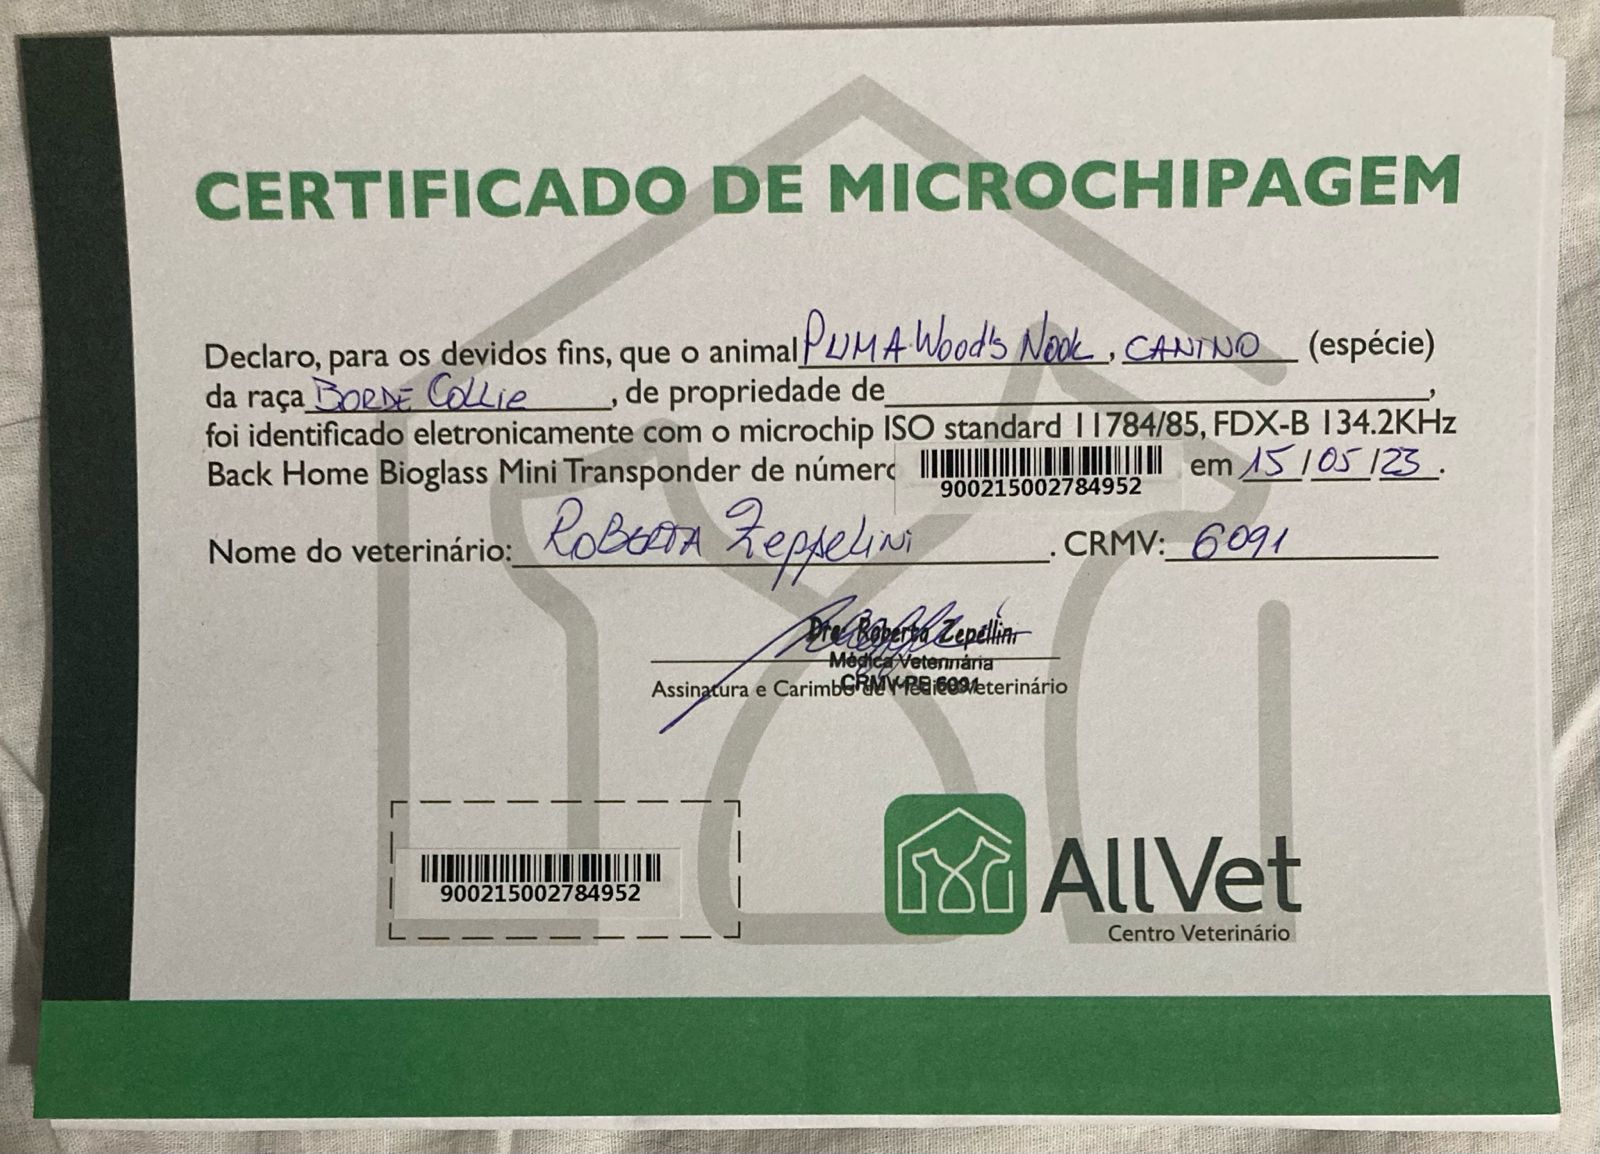 CERTIFICADO DE MICROCHIPAGEM
Declaro, para os devidos fins, que o animal PUMA Wood's Nook, CANINO (espécie)
da raça BORDE Collie, de propriedade de ,
foi identificado eletronicamente com o microchip ISO standard 11784/85, FDX-B 134.2KHz
Back Home Bioglass Mini Transponder de número 900215002784952 em 15/05/23.
Nome do veterinário: ROBERTA Zeppelini. CRMV: 6091
Dra. Roberta Zepellini
Médica Veterinária
CRMV-PE 6091
Assinatura e Carimbo do Médico Veterinário
900215002784952
AllVet
Centro Veterinário